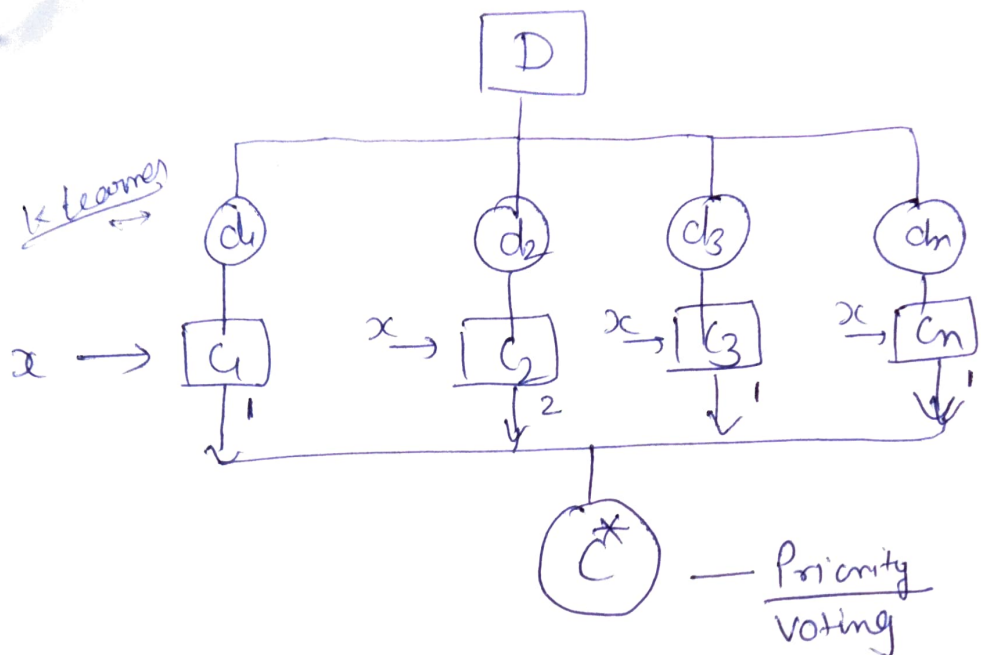 D
K learner
d1
d2
d3
dn
x
C1
x
C2
x
C3
x
Cn
1
2
1
1
C*
Priority
Voting